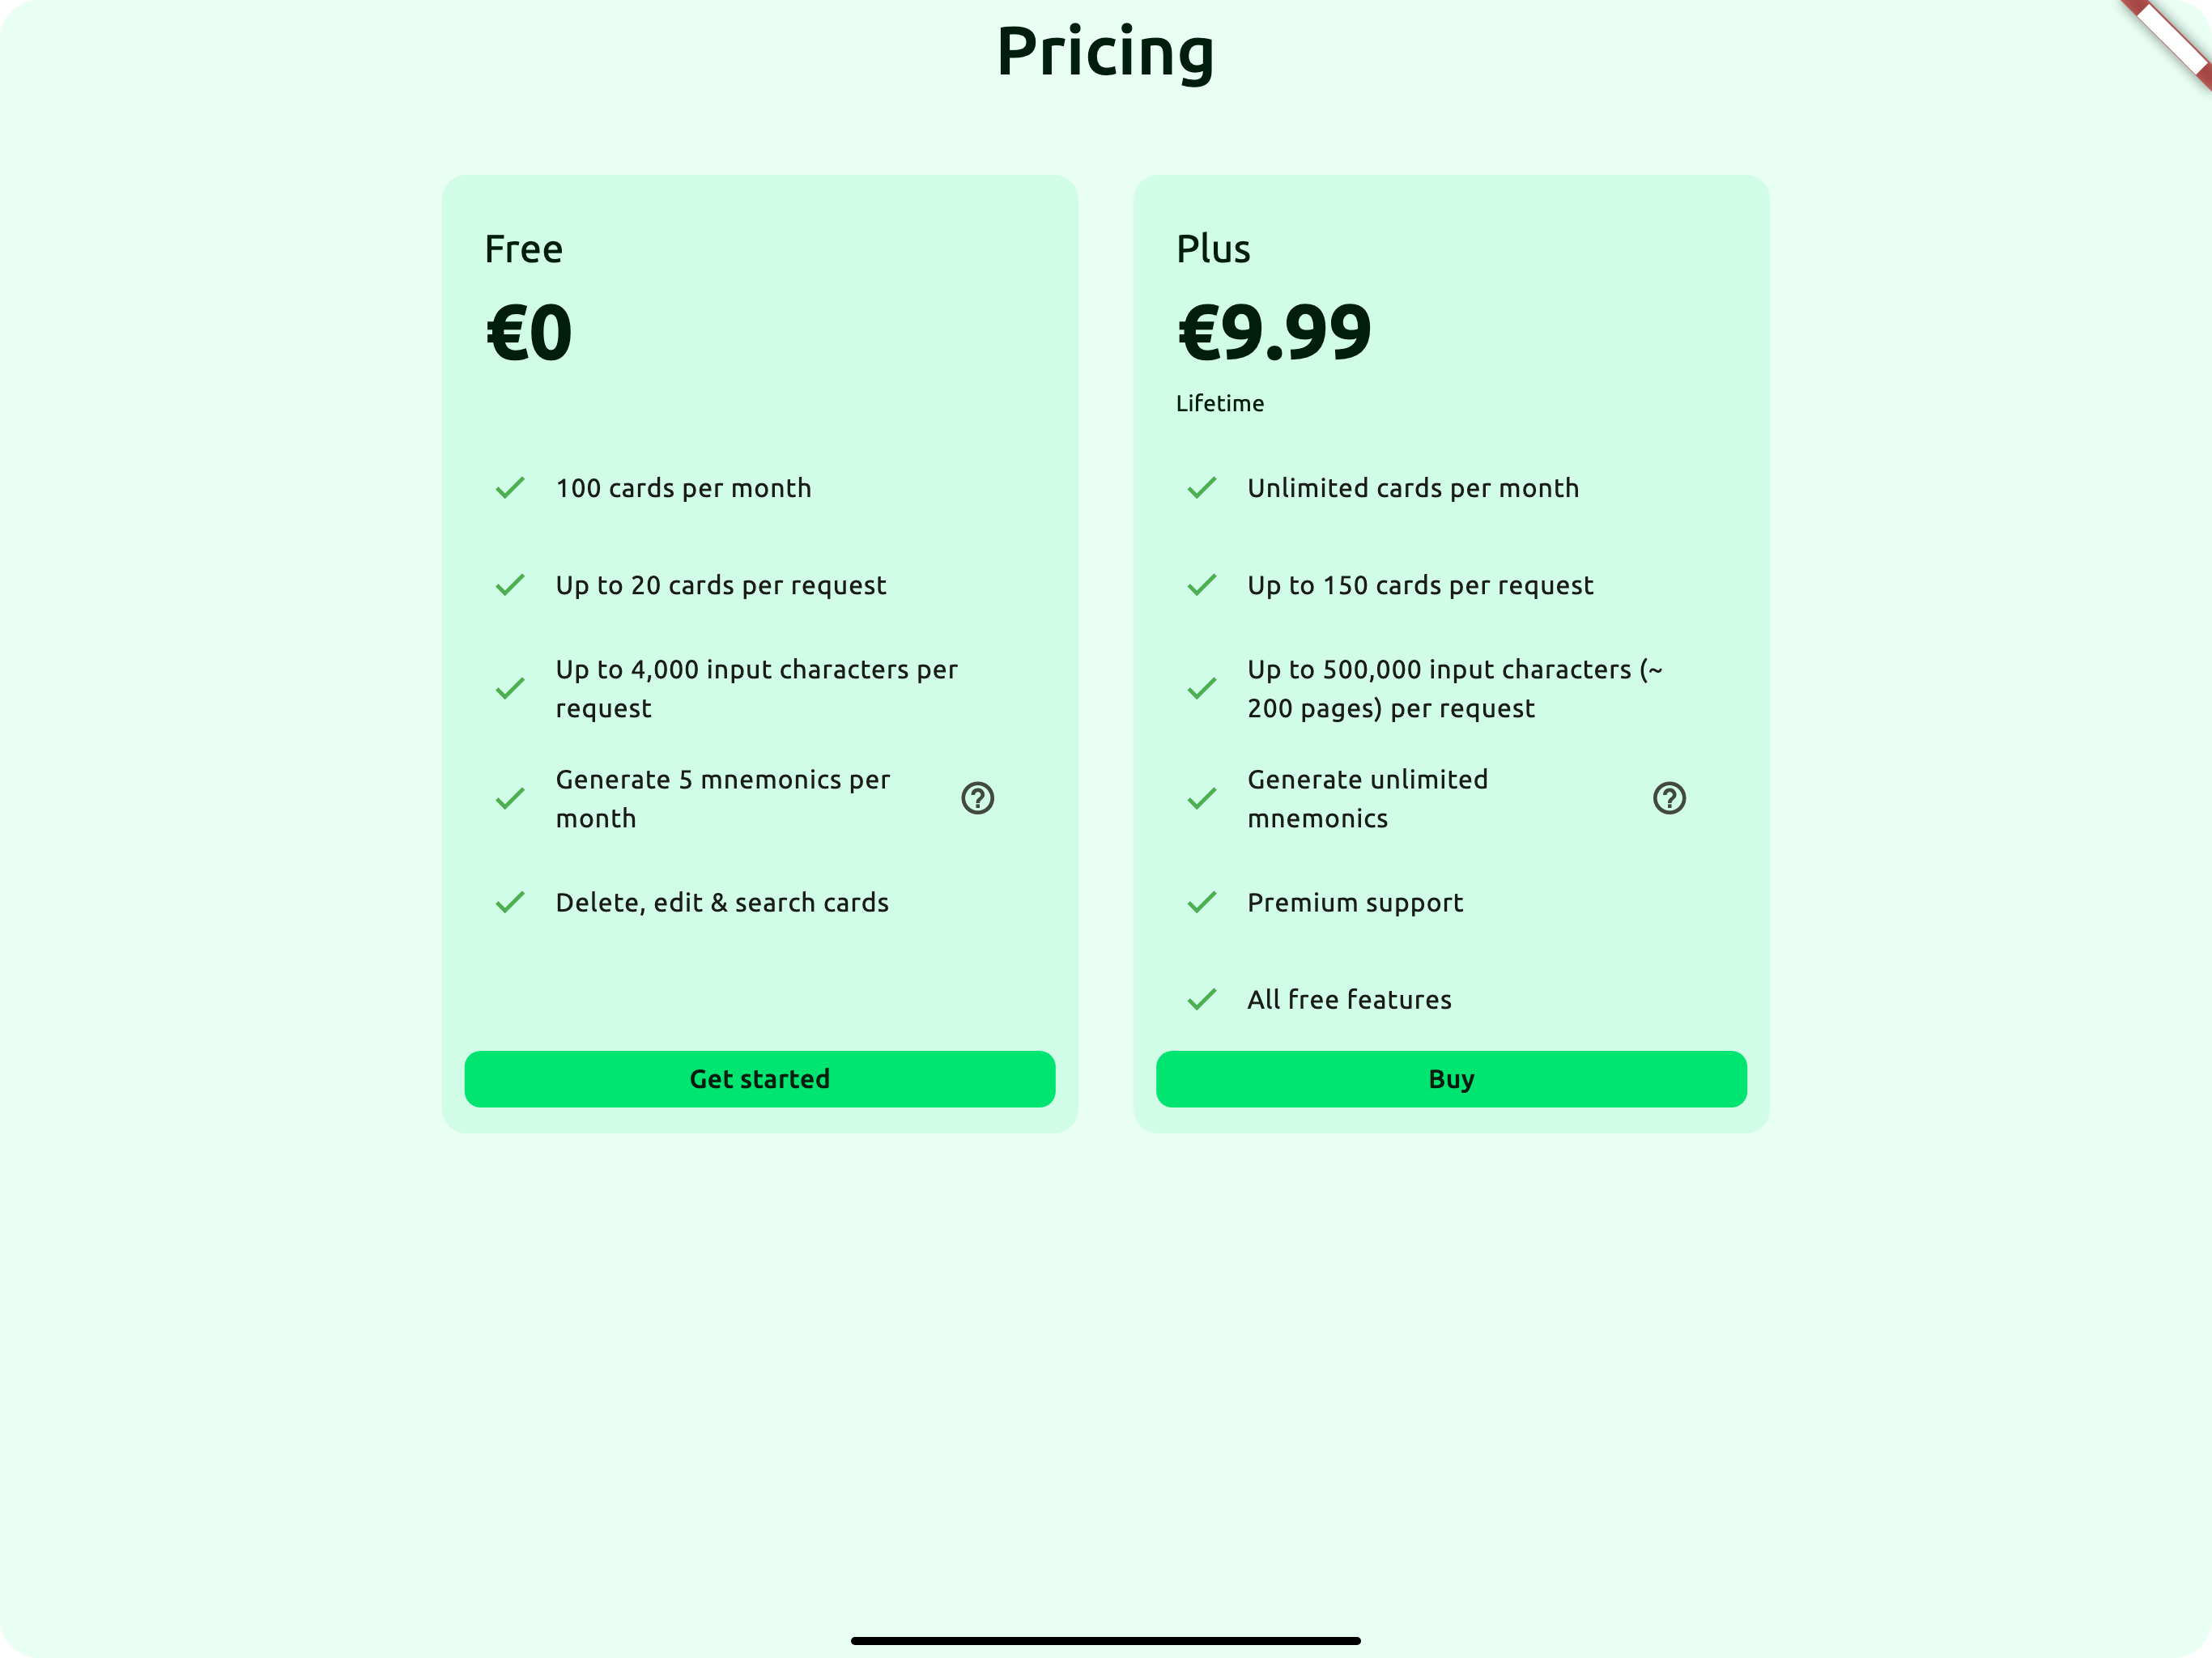 Pricing
Free
€0
100 cards per month
Up to 20 cards per request
Up to 4,000 input characters per
request
Generate 5 mnemonics per
month
Delete, edit & search cards
Get started
Plus
€9.99
Lifetime
Unlimited cards per month
Up to 150 cards per request
Up to 500,000 input characters (~
200 pages) per request
Generate unlimited
mnemonics
Premium support
All free features
Buy